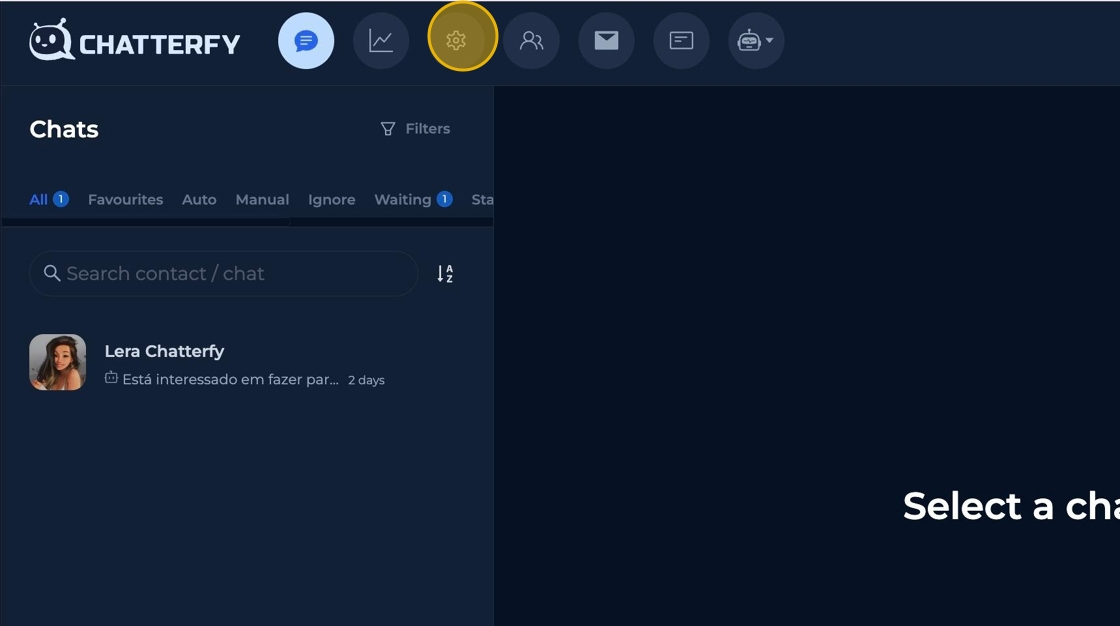 CHATTERFY
Chats
Filters
All 1 Favourites Auto Manual Ignore Waiting 1 Sta
Search contact / chat
A
Z
Lera Chatterfy
Está interessado em fazer par... 2 days
Select a cha